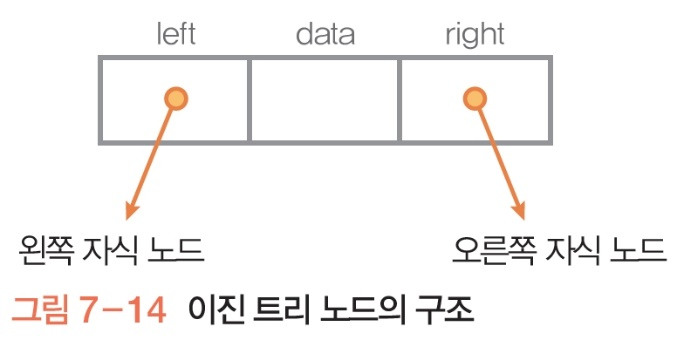 left data right
왼쪽 자식 노드 오른쪽 자식 노드
그림 7-14 이진 트리 노드의 구조